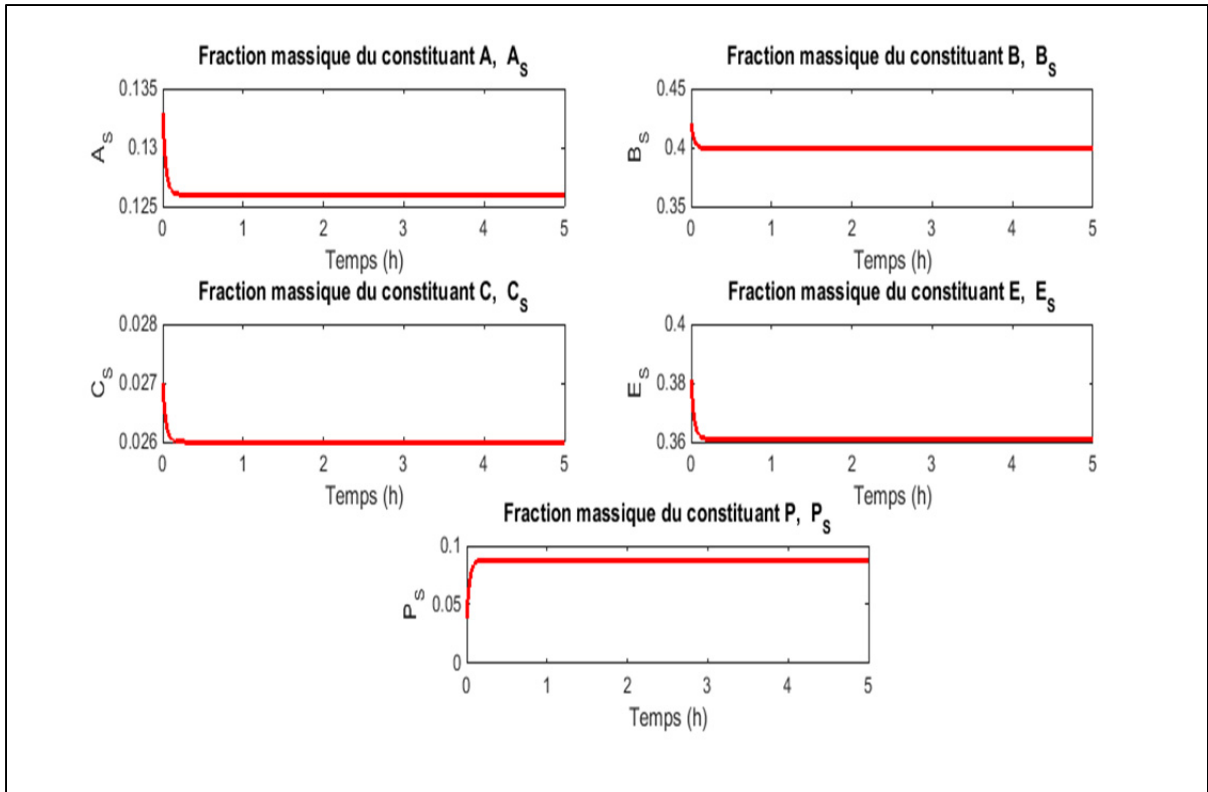 Fraction massique du constituant A, A_S
0.135
0.13
0.125
A_S
0 1 2 3 4 5
Temps (h)
Fraction massique du constituant B, B_S
0.45
0.4
0.35
B_S
0 1 2 3 4 5
Temps (h)
Fraction massique du constituant C, C_S
0.028
0.027
0.026
C_S
0 1 2 3 4 5
Temps (h)
Fraction massique du constituant E, E_S
0.4
0.38
0.36
E_S
0 1 2 3 4 5
Temps (h)
Fraction massique du constituant P, P_S
0.1
0.05
0
P_S
0 1 2 3 4 5
Temps (h)